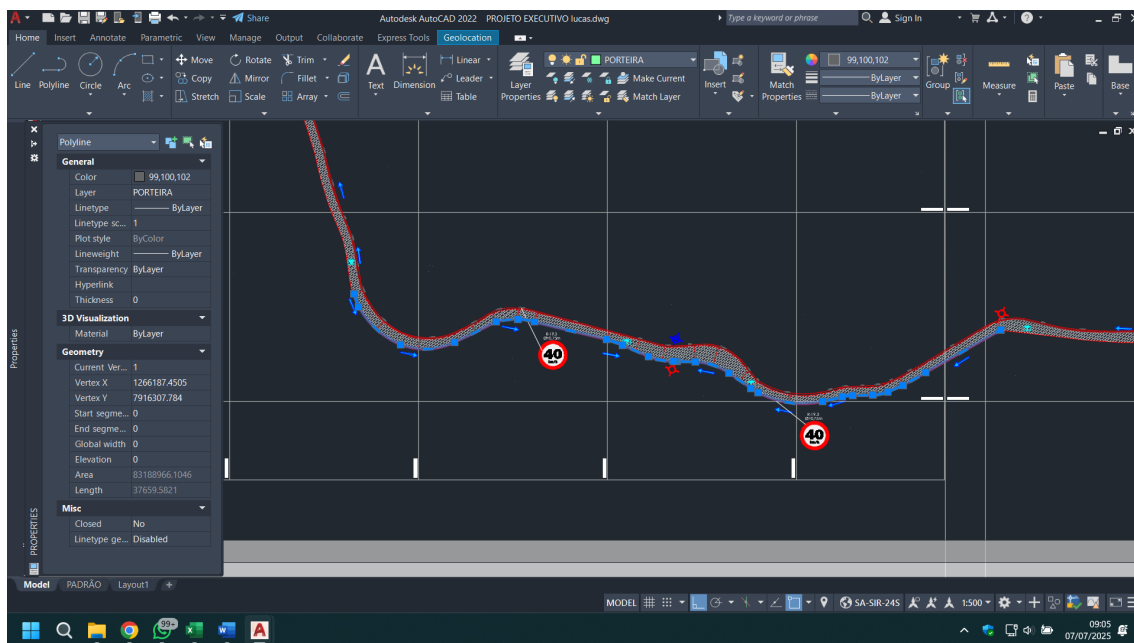 Share
Autodesk AutoCAD 2022 PROJETO EXECUTIVO lucas.dwg
Type a keyword or phrase
Sign In
Home Insert Annotate Parametric View Manage Output Collaborate Express Tools Geolocation
Line Polyline Circle Arc
Move Rotate Trim
Copy Mirror Fillet
Stretch Scale Array
Text Dimension
Linear
Leader
Table
Layer Properties
PORTEIRA
Make Current
Match Layer
Insert
Match Properties
99,100,102
ByLayer
ByLayer
Group
Measure
Paste
Base
Polyline
General
Color 99,100,102
Layer PORTEIRA
Linetype ByLayer
Linetype sc... 1
Plot style ByColor
Lineweight ByLayer
Transparency ByLayer
Hyperlink
Thickness 0
3D Visualization
Material ByLayer
Geometry
Current Ver... 1
Vertex X 1266187.4505
Vertex Y 7916307.784
Start segme... 0
End segme... 0
Global width 0
Elevation 0
Area 83188966.1046
Length 37659.5821
Misc
Closed No
Linetype ge... Disabled
Properties
PROPERTIES
40
km/h
40
km/h
Model PADRÃO Layout1 +
MODEL SA-SIR-24S 1:500
99+
09:05
07/07/2025